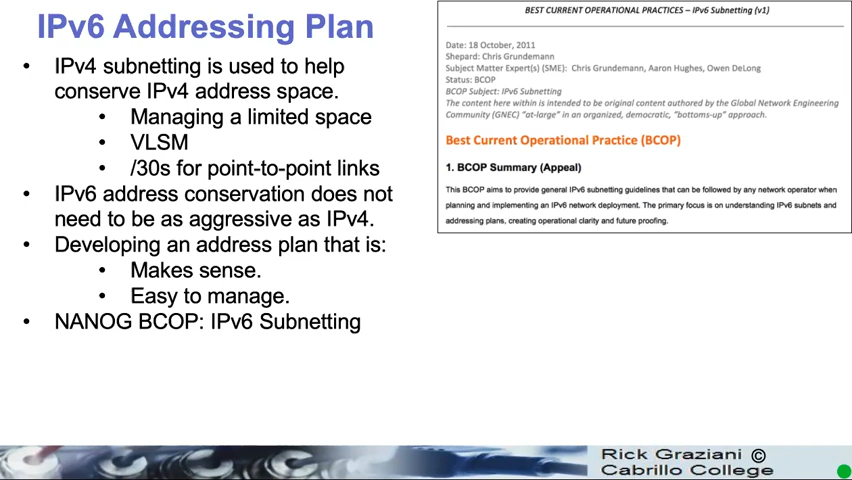 IPv6 Addressing Plan
• IPv4 subnetting is used to help
conserve IPv4 address space.
• Managing a limited space
• VLSM
• /30s for point-to-point links
• IPv6 address conservation does not
need to be as aggressive as IPv4.
• Developing an address plan that is:
• Makes sense.
• Easy to manage.
• NANOG BCOP: IPv6 Subnetting
BEST CURRENT OPERATIONAL PRACTICES – IPv6 Subnetting (v1)
Date: 18 October, 2011
Shepard: Chris Grundemann
Subject Matter Expert(s) (SME): Chris Grundemann, Aaron Hughes, Owen DeLong
Status: BCOP
BCOP Subject: IPv6 Subnetting
The content here within is intended to be original content authored by the Global Network Engineering
Community (GNEC) "at-large" in an organized, democratic, "bottoms-up" approach.
Best Current Operational Practice (BCOP)
1. BCOP Summary (Appeal)
This BCOP aims to provide general IPv6 subnetting guidelines that can be followed by any network operator when
planning and implementing an IPv6 network deployment. The primary focus is on understanding IPv6 subnets and
addressing plans, creating operational clarity and future proofing.
Rick Graziani ©
Cabrillo College